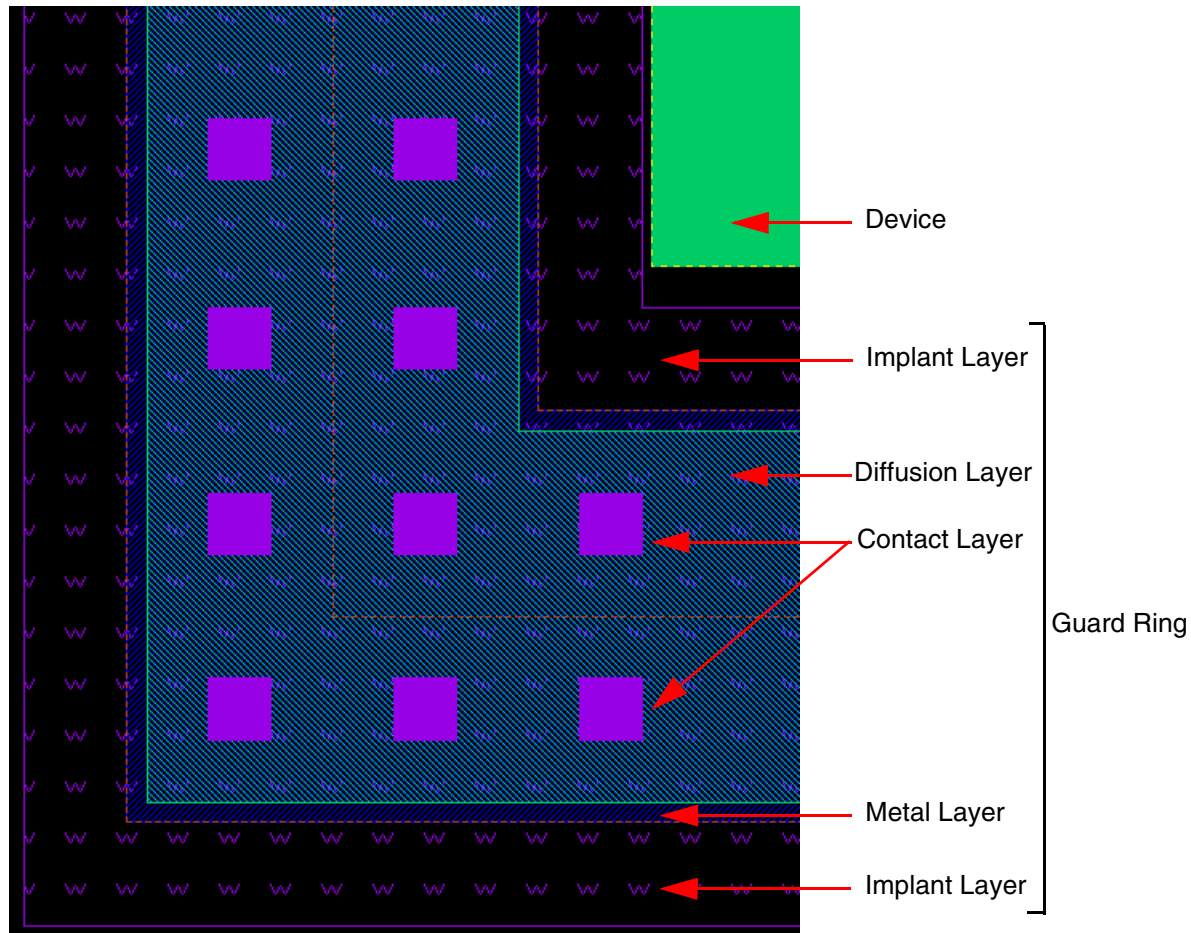 Device
Implant Layer
Diffusion Layer
Contact Layer
Guard Ring
Metal Layer
Implant Layer